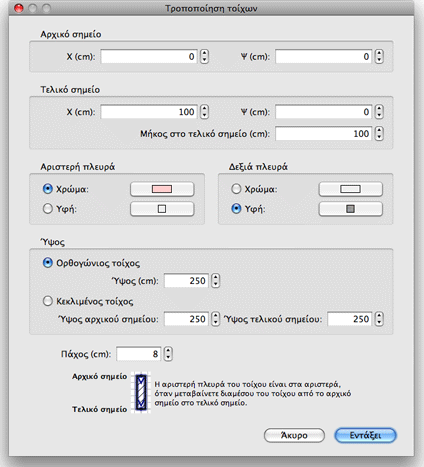 Τροποποίηση τοίχων
Αρχικό σημείο
X (cm): 0 Ψ (cm): 0
Τελικό σημείο
X (cm): 100 Ψ (cm): 0
Μήκος στο τελικό σημείο (cm): 100
Αριστερή πλευρά Δεξιά πλευρά
Χρώμα: Χρώμα:
Υφή: Υφή:
Ύψος
Ορθογώνιος τοίχος
Ύψος (cm): 250
Κεκλιμένος τοίχος
Ύψος αρχικού σημείου: 250 Ύψος τελικού σημείου: 250
Πάχος (cm): 8
Αρχικό σημείο
Τελικό σημείο
Η αριστερή πλευρά του τοίχου είναι στα αριστερά,
όταν μεταβαίνετε διαμέσου του τοίχου από το αρχικό
σημείο στο τελικό σημείο.
Άκυρο Εντάξει